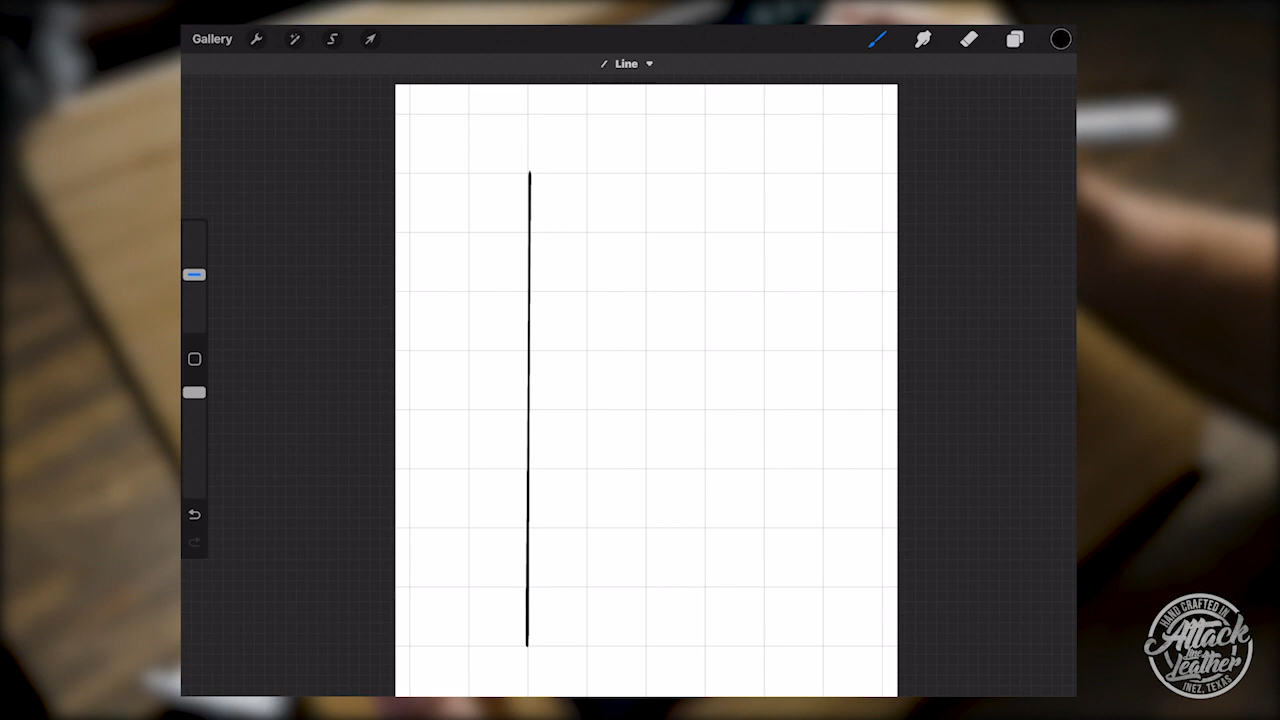 Gallery
Line
HAND CRAFTED IN
Attack
the
Leather
INEZ, TEXAS